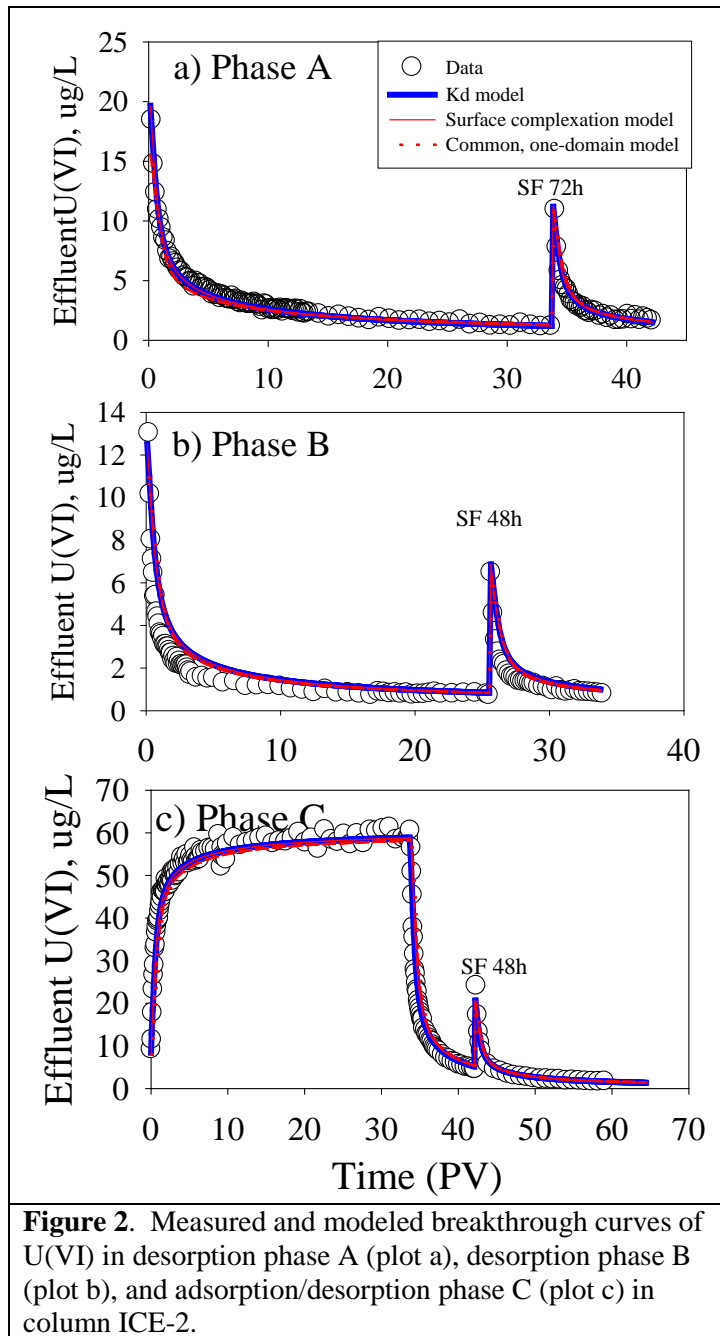 25
20
15
10
5
0
Effluent U(VI), ug/L
a) Phase A
Data
Kd model
Surface complexation model
Common, one-domain model
SF 72h
0 10 20 30 40
14
12
10
8
6
4
2
0
Effluent U(VI), ug/L
b) Phase B
SF 48h
0 10 20 30 40
70
60
50
40
30
20
10
0
Effluent U(VI), ug/L
c) Phase C
SF 48h
0 10 20 30 40 50 60 70
Time (PV)
Figure 2. Measured and modeled breakthrough curves of
U(VI) in desorption phase A (plot a), desorption phase B
(plot b), and adsorption/desorption phase C (plot c) in
column ICE-2.